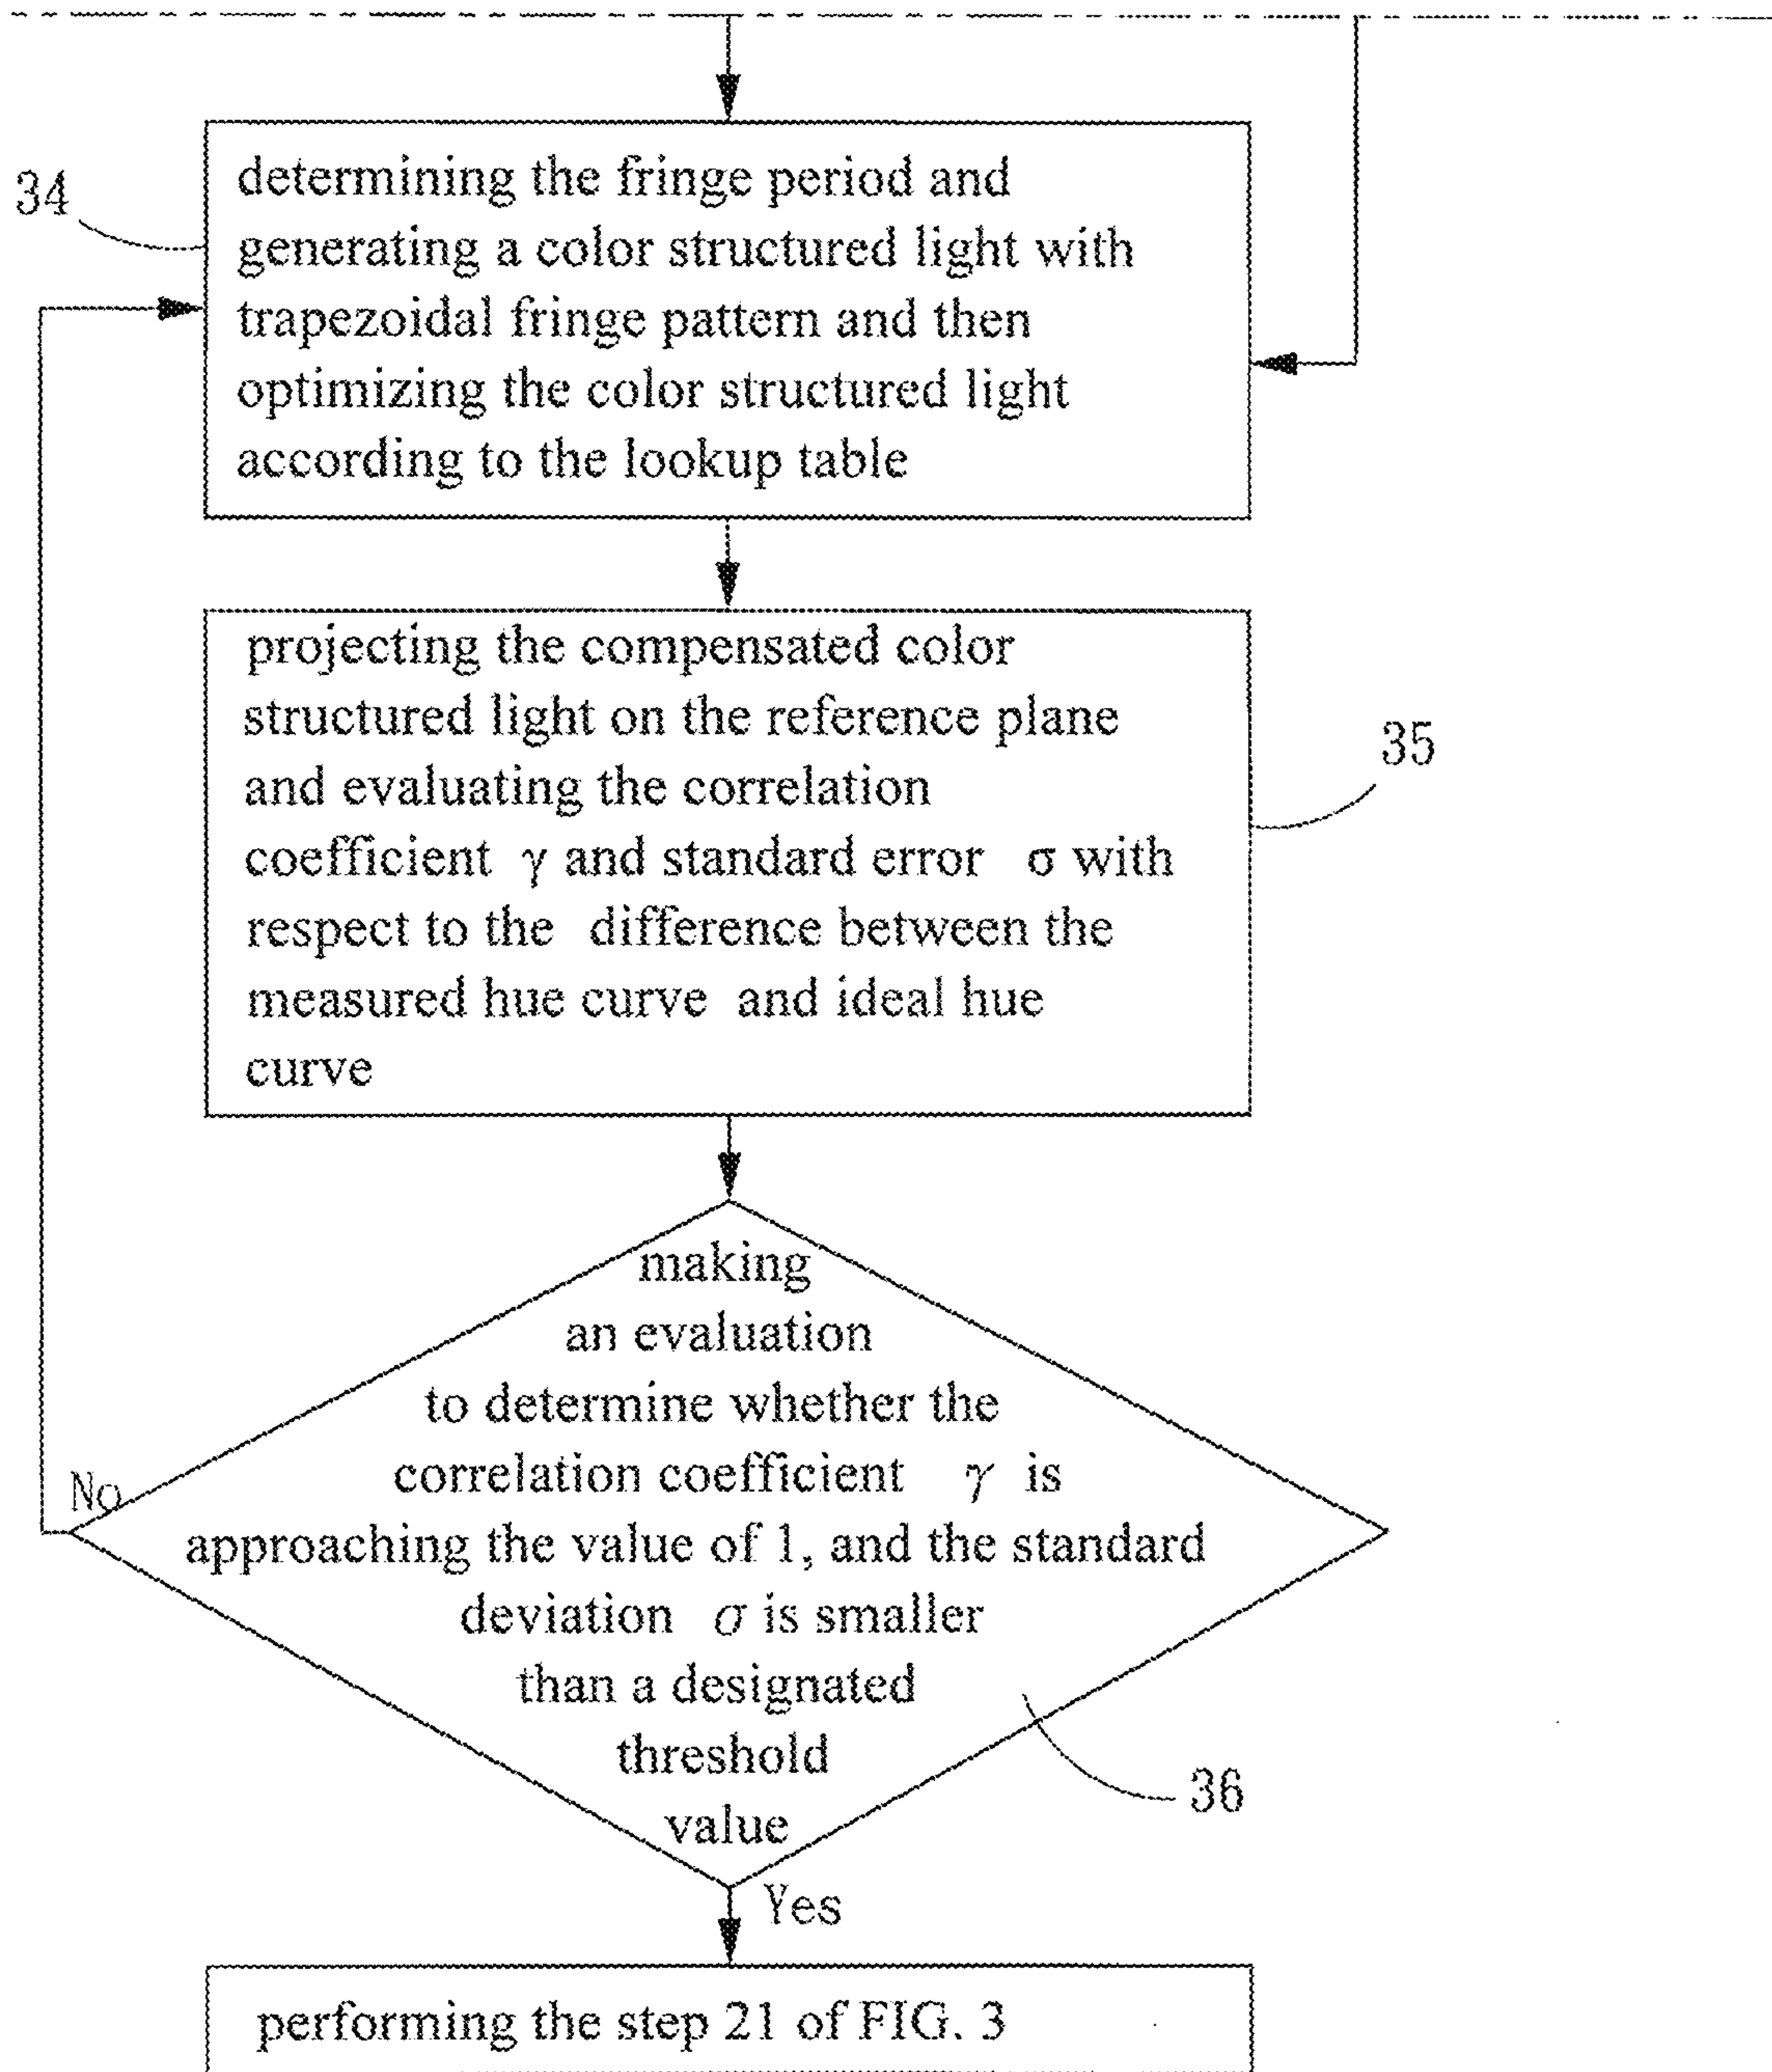 34
determining the fringe period and
generating a color structured light with
trapezoidal fringe pattern and then
optimizing the color structured light
according to the lookup table
projecting the compensated color
structured light on the reference plane
35
and evaluating the correlation
coefficient γ and standard error σ with
respect to the difference between the
measured hue curve and ideal hue
curve
making
an evaluation
to determine whether the
correlation coefficient γ is
No
approaching the value of 1, and the standard
deviation σ is smaller
than a designated
threshold
36
value
Yes
performing the step 21 of FIG. 3